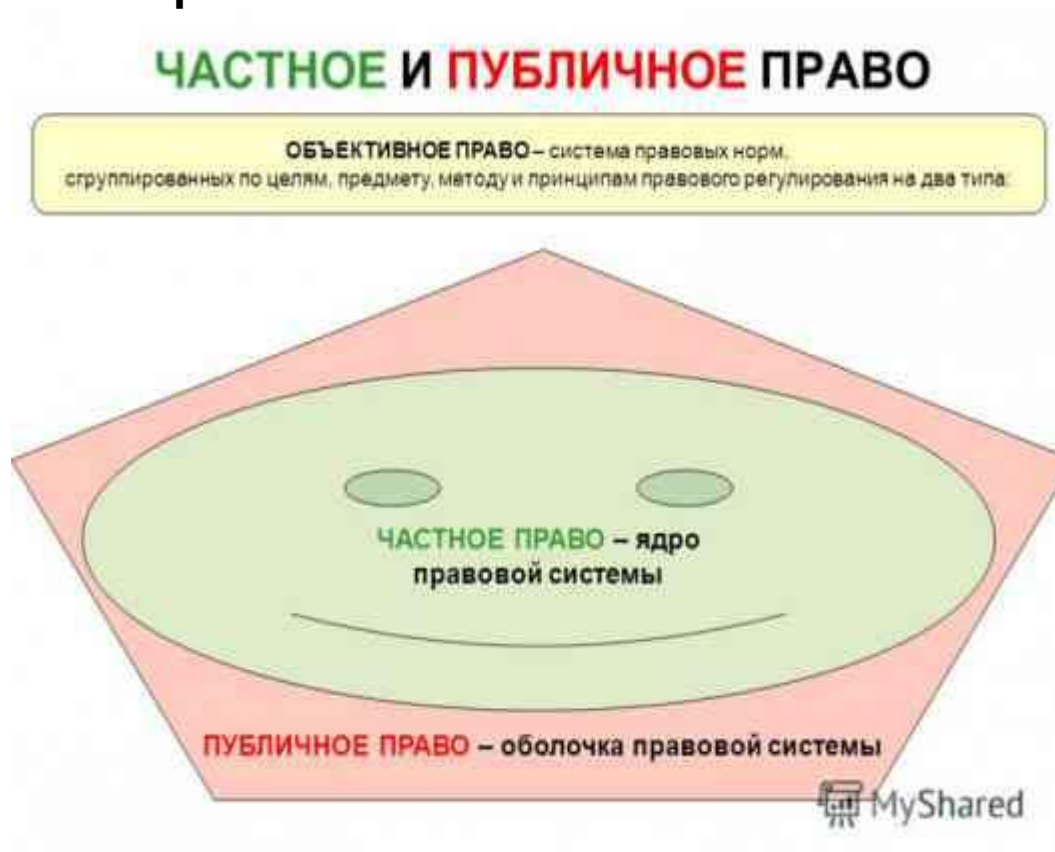 ЧАСТНОЕ И ПУБЛИЧНОЕ ПРАВО
ОБЪЕКТИВНОЕ ПРАВО – система правовых норм,
сгруппированных по целям, предмету, методу и принципам правового регулирования на два типа:
ЧАСТНОЕ ПРАВО – ядро
правовой системы
ПУБЛИЧНОЕ ПРАВО – оболочка правовой системы
MyShared